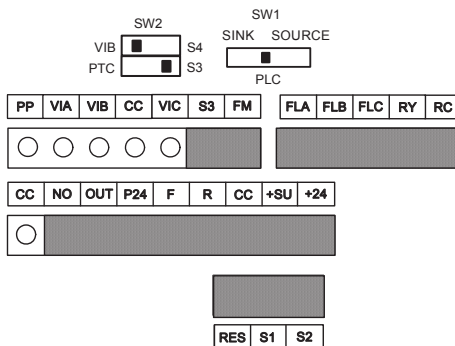 SW2
SW1
SINK SOURCE
VIB S4
PTC S3
PLC
PP VIA VIB CC VIC S3 FM
FLA FLB FLC RY RC
CC NO OUT P24 F R CC +SU +24
RES S1 S2